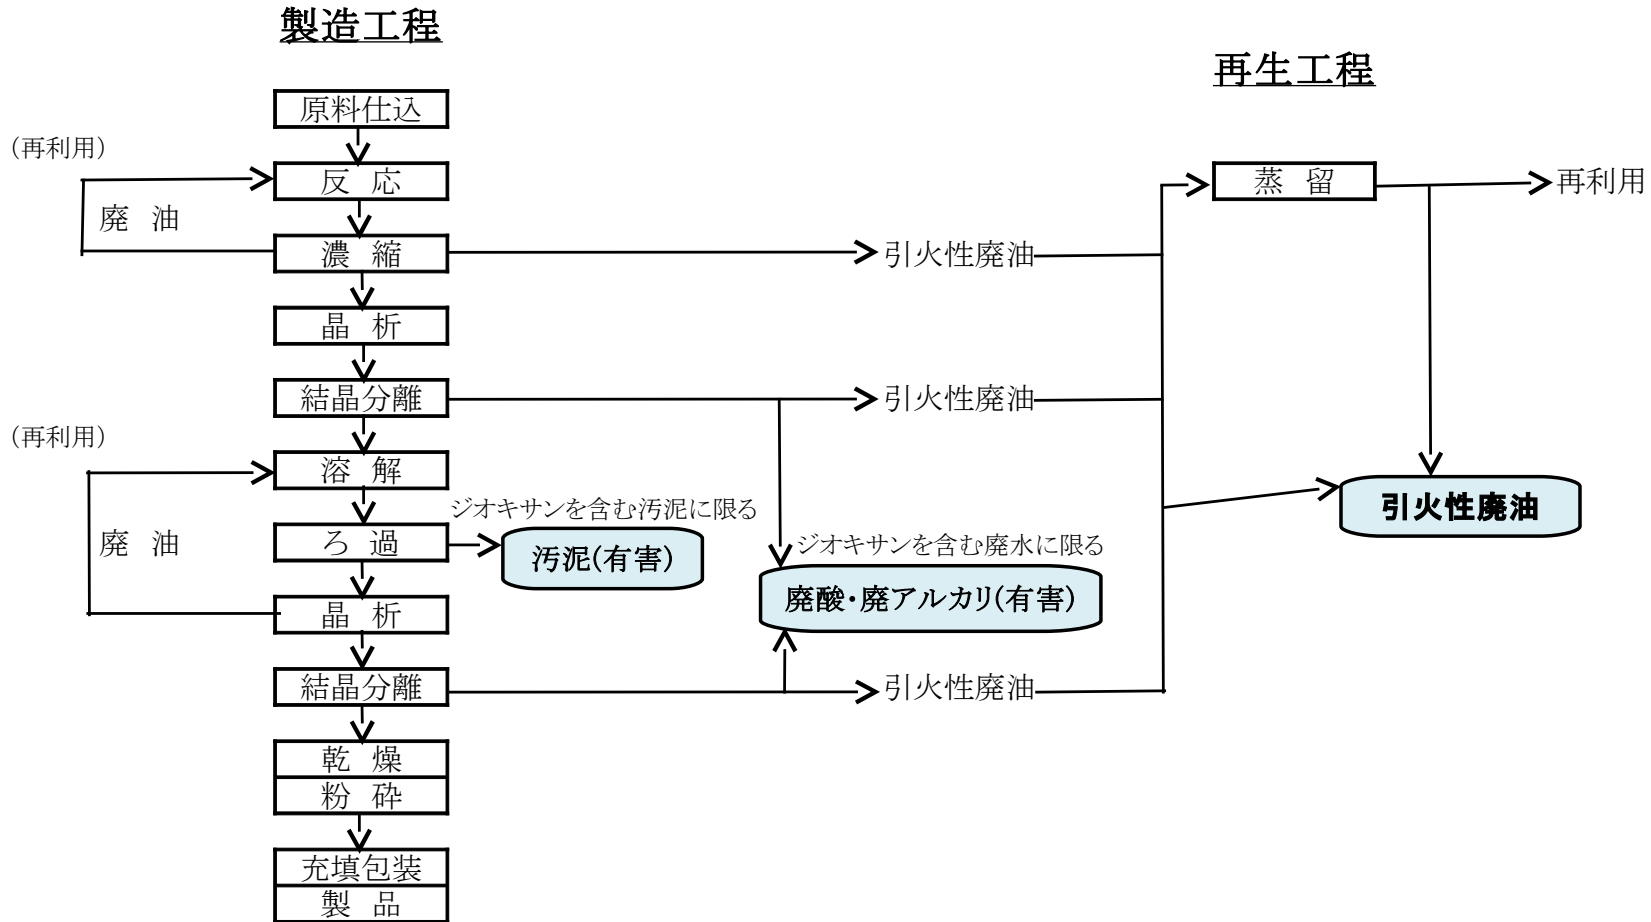 製造工程
再生工程
原料仕込
(再利用)
反 応
蒸 留
再利用
廃 油
濃 縮
引火性廃油
晶 析
結晶分離
引火性廃油
(再利用)
溶 解
ジオキサンを含む汚泥に限る
引火性廃油
廃 油
ろ 過
汚泥(有害)
ジオキサンを含む廃水に限る
廃酸・廃アルカリ(有害)
晶 析
結晶分離
引火性廃油
乾 燥
粉 砕
充填包装
製 品